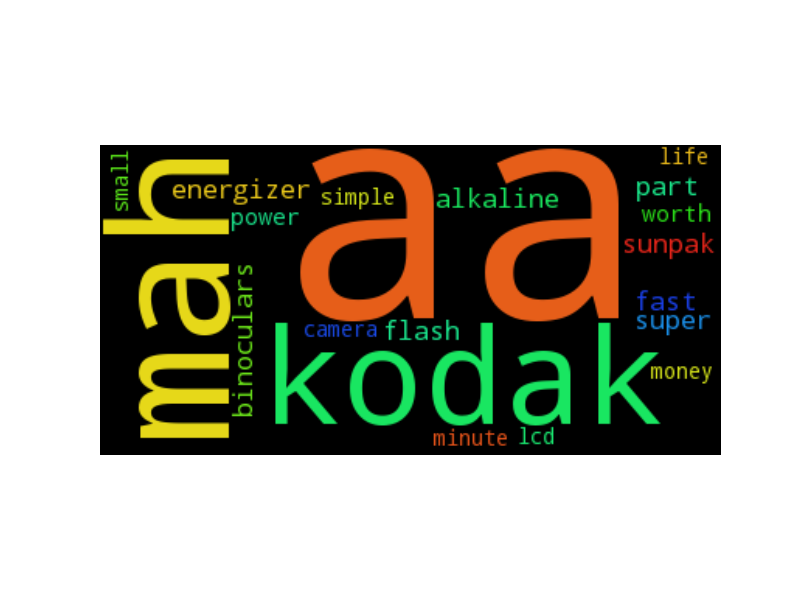 small
mah
energizer
power
binoculars
simple
aa
alkaline
life
part
worth
sunpak
fast
super
camera
flash
kodak
money
minute
lcd